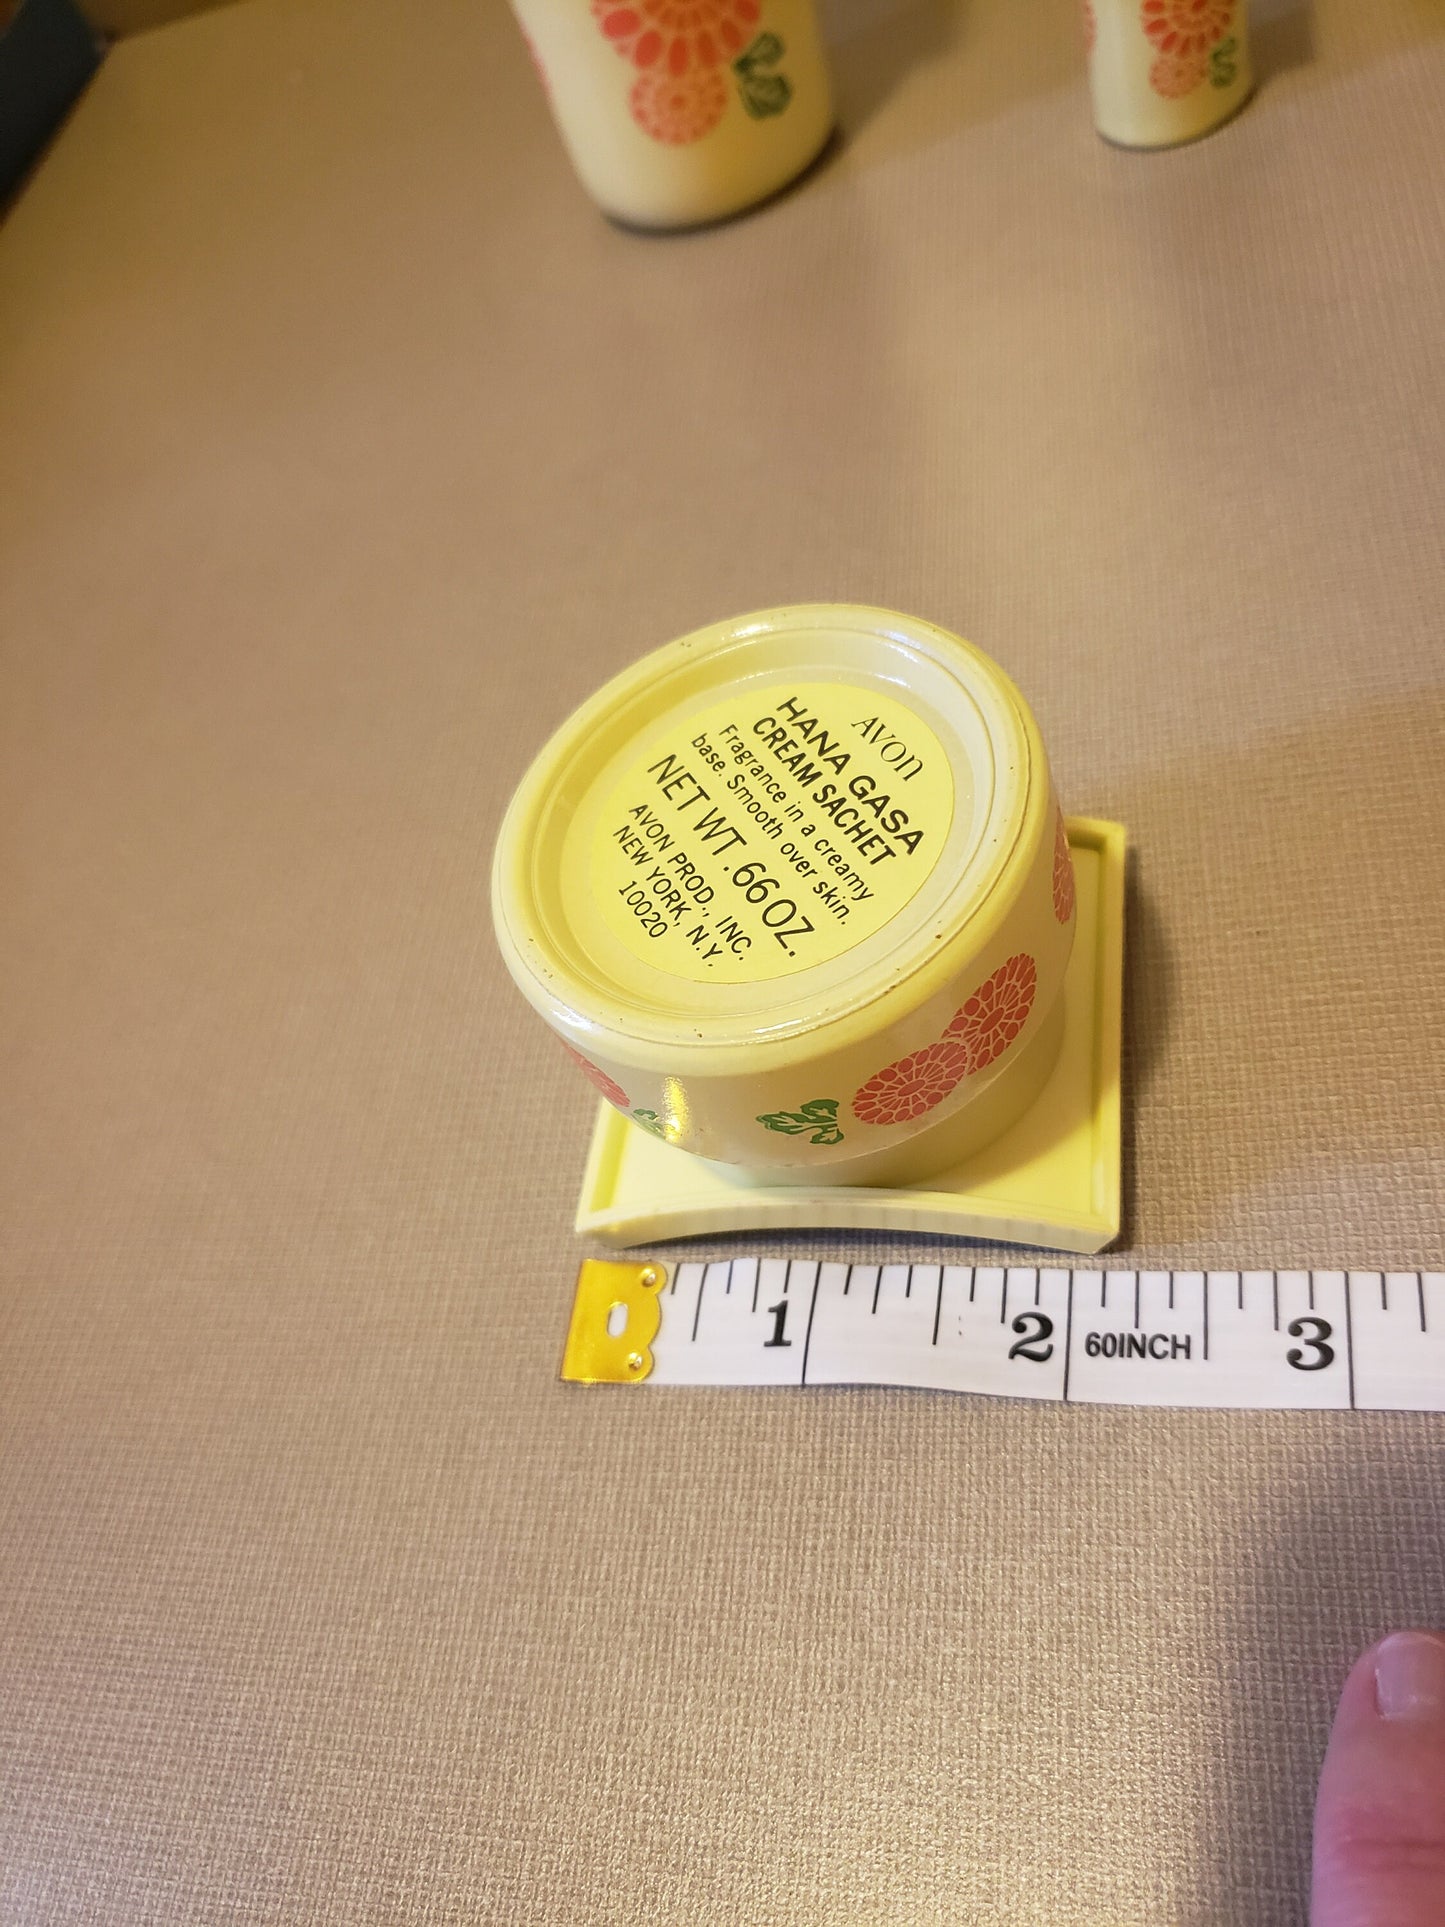 AVON
HANA GASA
CREAM SACHET
Fragrance in a creamy
base. Smooth over skin.
NET WT. .66 OZ.
AVON PROD., INC.
NEW YORK, N.Y.
10020
1 2 60INCH 3